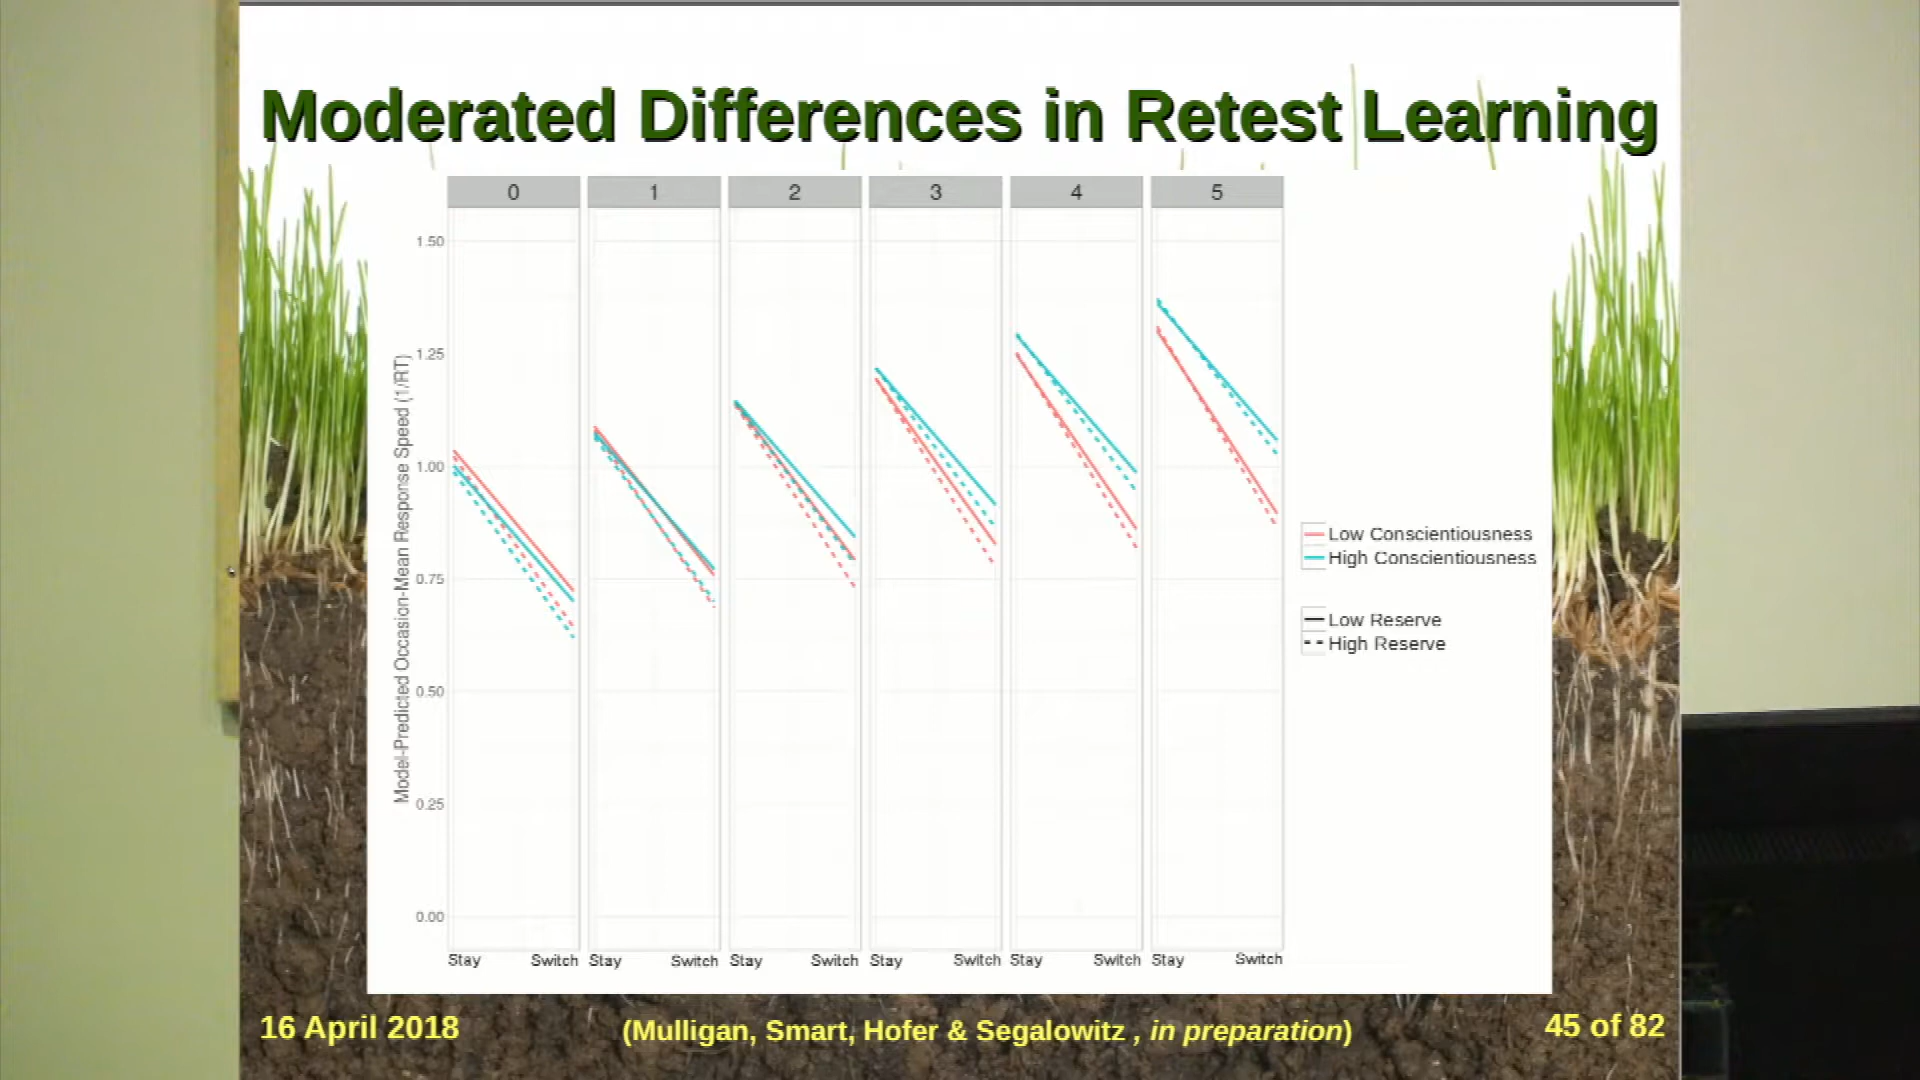 Moderated Differences in Retest Learning
0 1 2 3 4 5
Model-Predicted Occasion-Mean Response Speed (1/RT)
1.50
1.25
1.00
0.75
0.50
0.25
0.00
Stay Switch Stay Switch Stay Switch Stay Switch Stay Switch Stay Switch
Low Conscientiousness
High Conscientiousness
Low Reserve
High Reserve
16 April 2018
(Mulligan, Smart, Hofer & Segalowitz , in preparation)
45 of 82